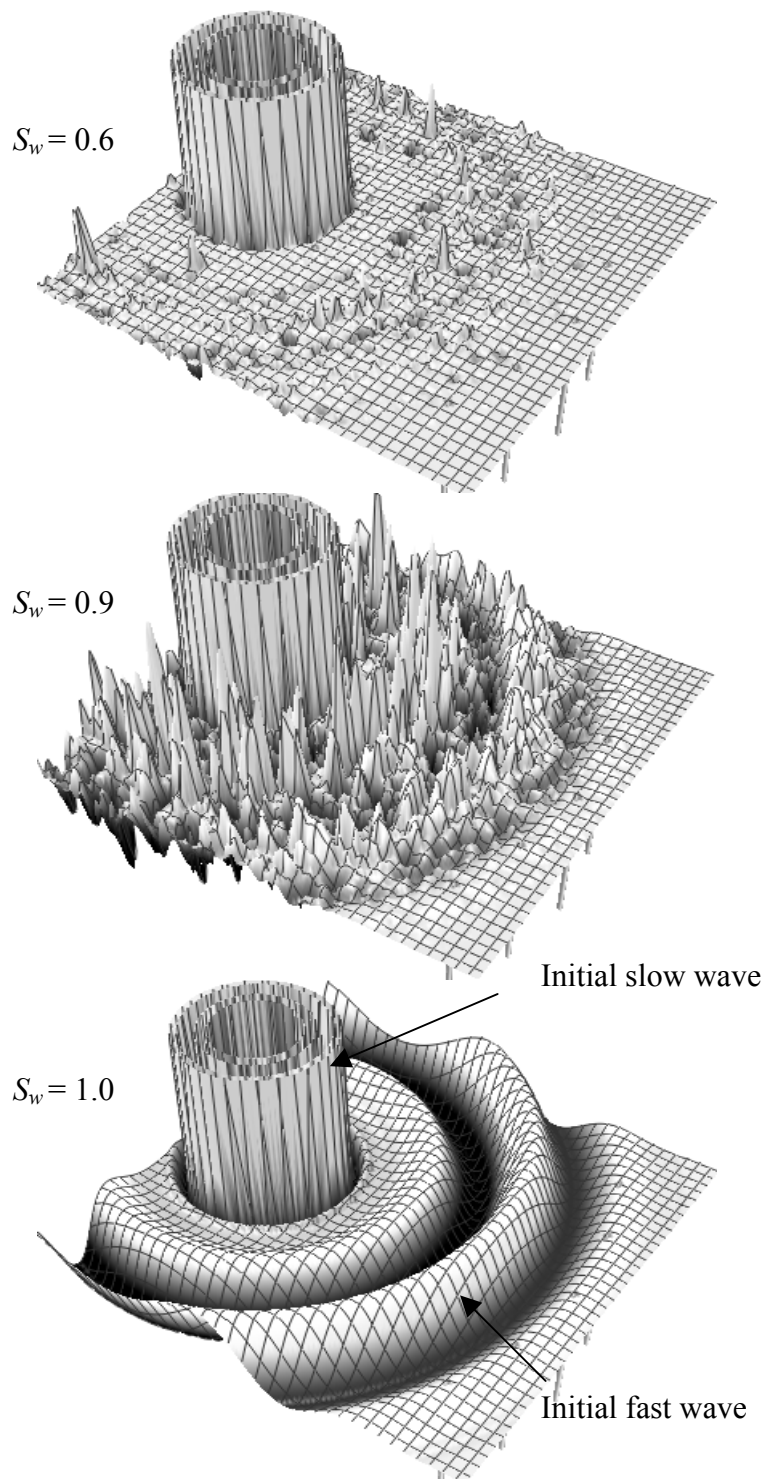 S_w = 0.6
S_w = 0.9
Initial slow wave
S_w = 1.0
Initial fast wave